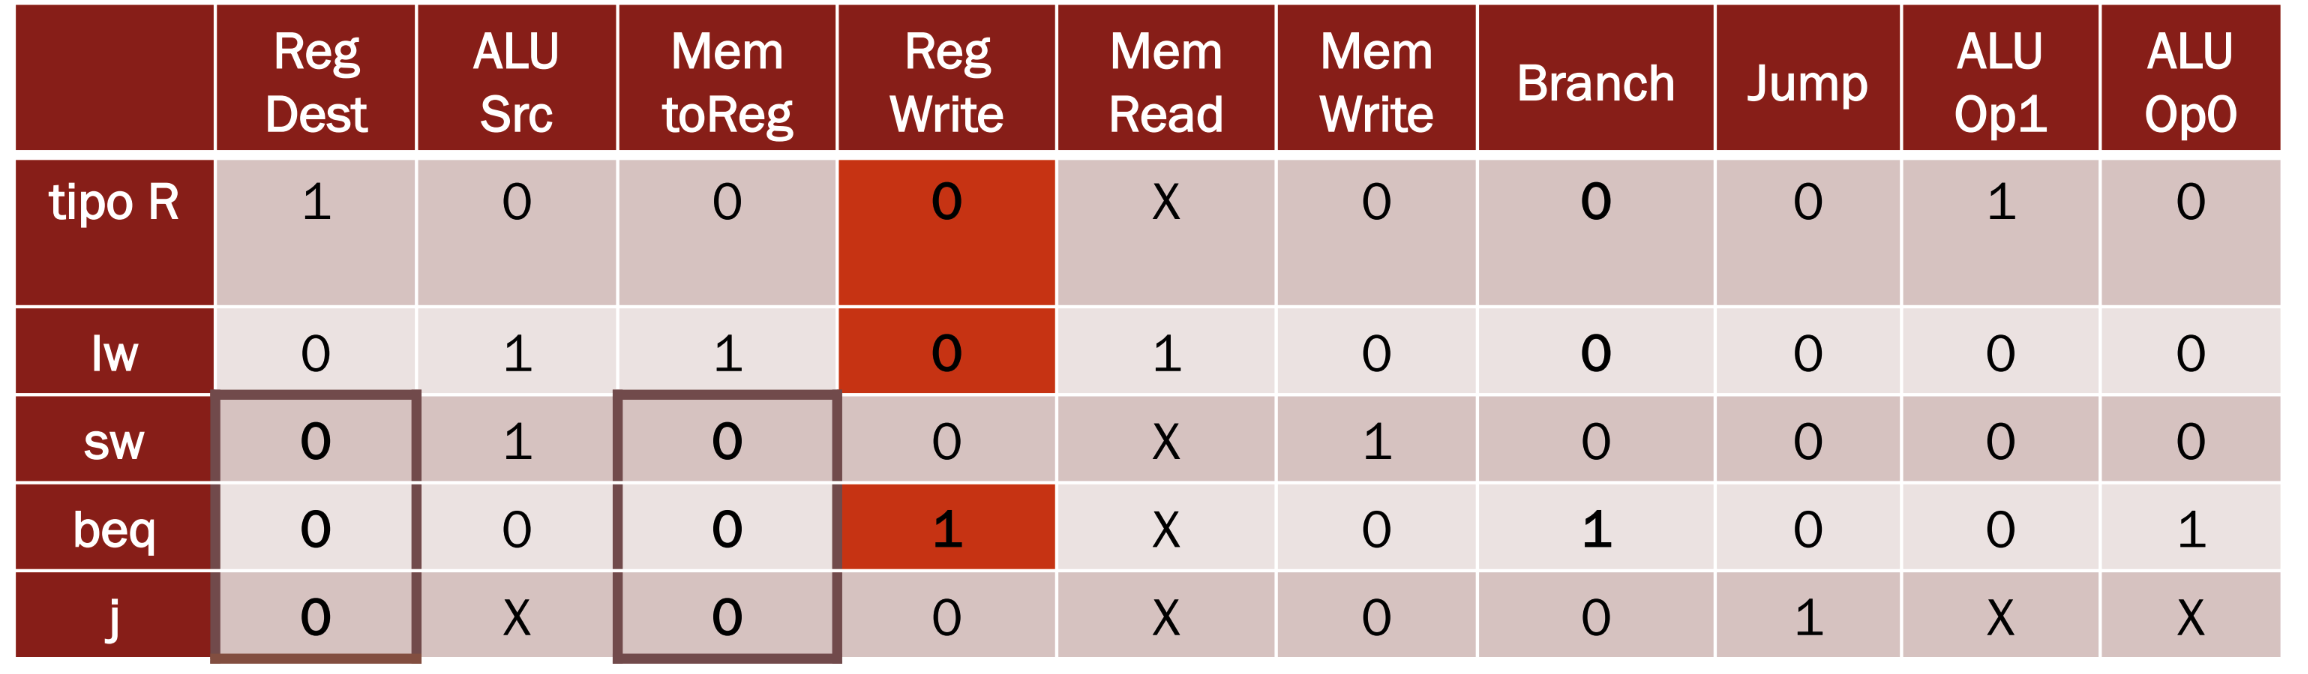 Reg Dest ALU Src Mem toReg Reg Write Mem Read Mem Write Branch Jump ALU Op1 ALU Op0
tipo R 1 0 0 0 X 0 0 0 1 0
lw 0 1 1 0 1 0 0 0 0 0
sw 0 1 0 0 X 1 0 0 0 0
beq 0 0 0 1 X 0 1 0 0 1
j 0 X 0 0 X 0 0 1 X X